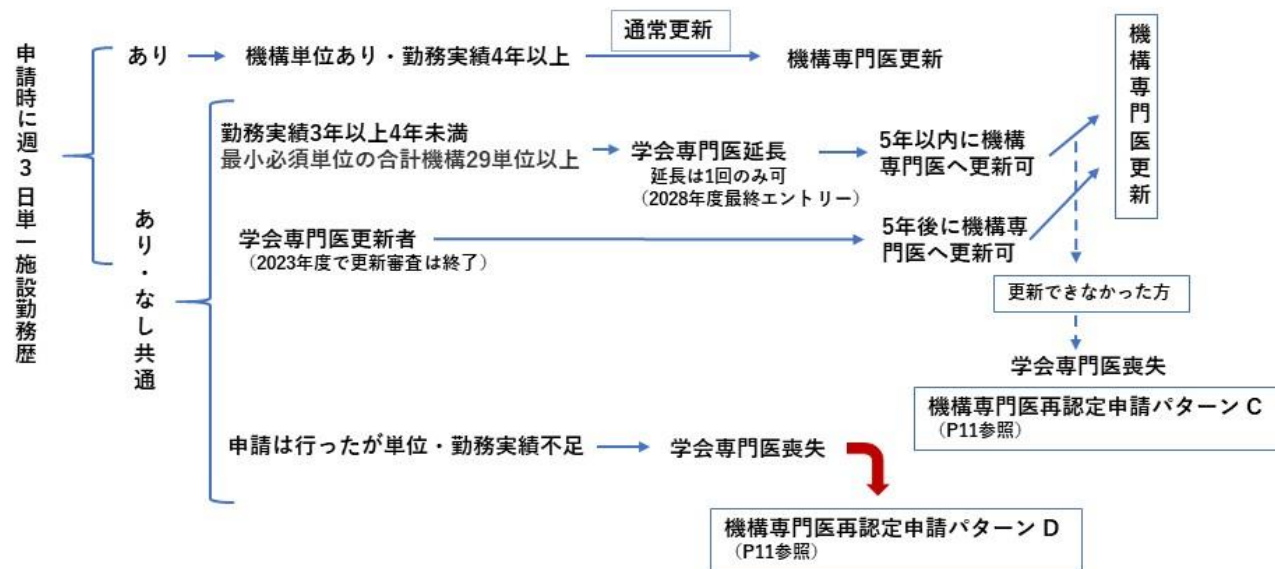 申請時に週3日単一施設勤務歴
あり
機構単位あり・勤務実績4年以上
通常更新
機構専門医更新
機構専門医更新
あり・なし共通
勤務実績3年以上4年未満
最小必須単位の合計機構29単位以上
学会専門医延長
延長は1回のみ可
(2028年度最終エントリー)
5年以内に機構
専門医へ更新可
学会専門医更新者
(2023年度で更新審査は終了)
5年後に機構専
門医へ更新可
更新できなかった方
学会専門医喪失
機構専門医再認定申請パターン C
(P11参照)
申請は行ったが単位・勤務実績不足
学会専門医喪失
機構専門医再認定申請パターン D
(P11参照)